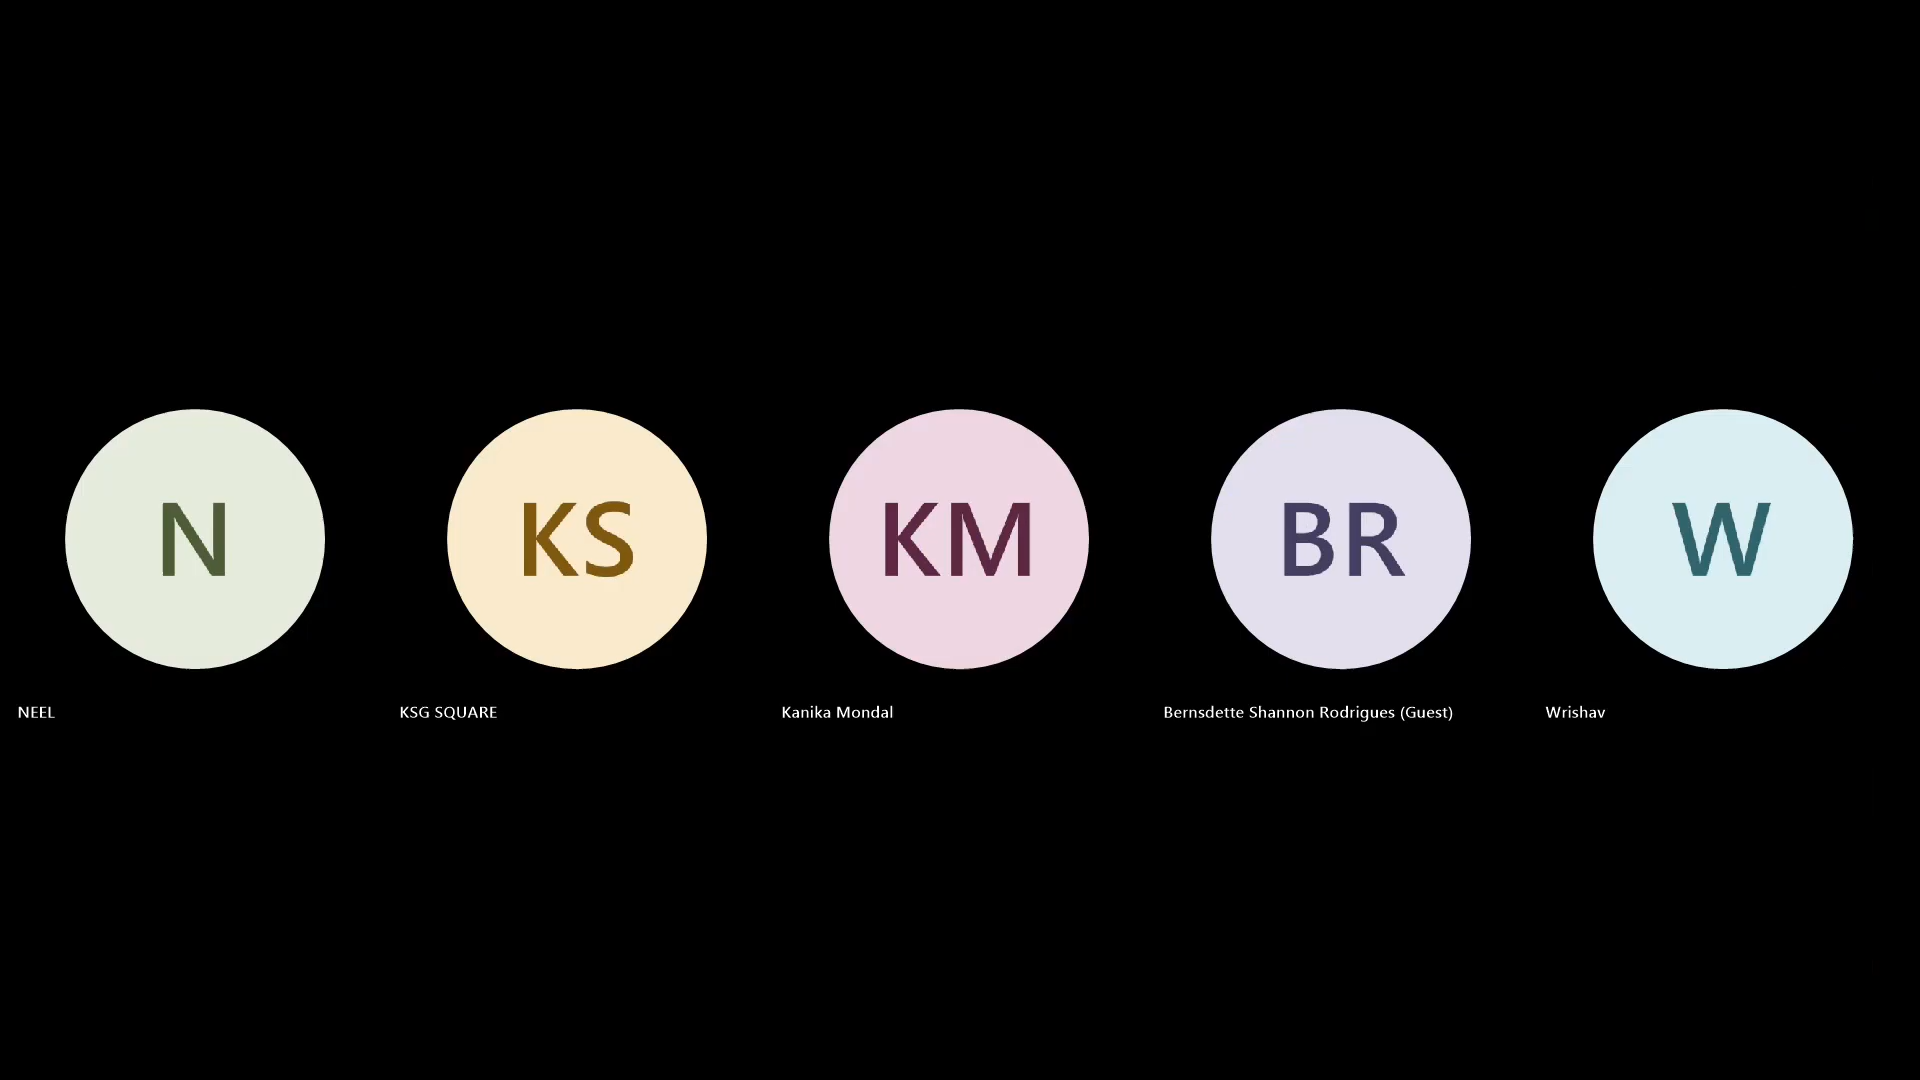 N
KS
KM
BR
W
NEEL
KSG SQUARE
Kanika Mondal
Bernsdette Shannon Rodrigues (Guest)
Wrishav